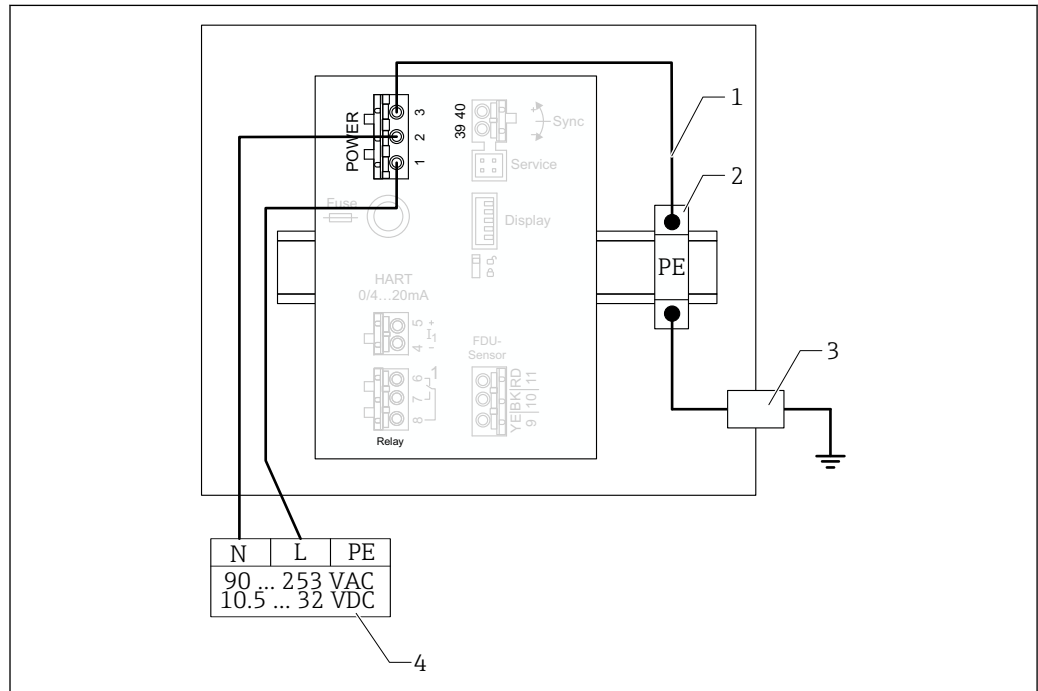 POWER
3
2
1
39 40
+
-
Sync
Service
Fuse
Display
HART
0/4...20mA
5 +
4 -
I1
FDU-
Sensor
6
7
8
1
YE BK RD
9 | 10 | 11
Relay
PE
1
2
3
N L PE
90 ... 253 VAC
10.5 ... 32 VDC
4